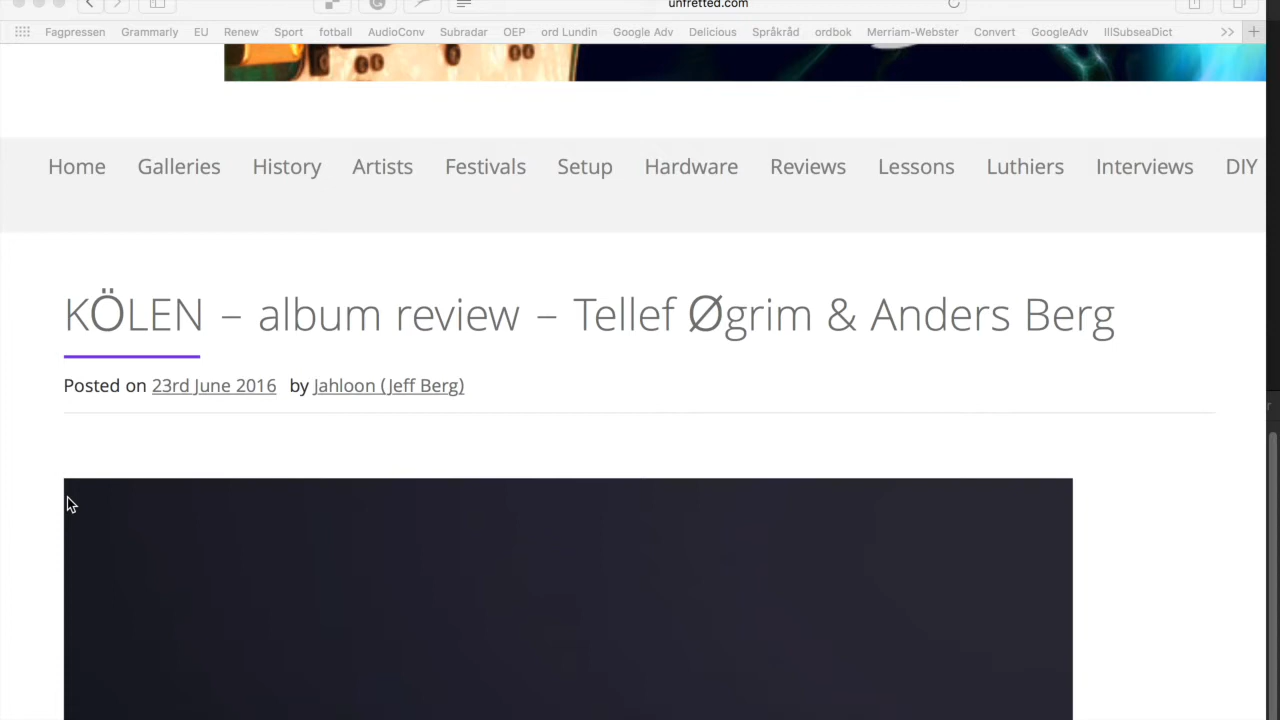 unfretted.com
Fagpressen Grammarly EU Renew Sport fotball AudioConv Subradar OEP ord Lundin Google Adv Delicious Språkråd ordbok Merriam-Webster Convert GoogleAdv IllSubseaDict >> +
Home Galleries History Artists Festivals Setup Hardware Reviews Lessons Luthiers Interviews DIY
KÖLEN – album review – Tellef Øgrim & Anders Berg
Posted on 23rd June 2016 by Jahloon (Jeff Berg)